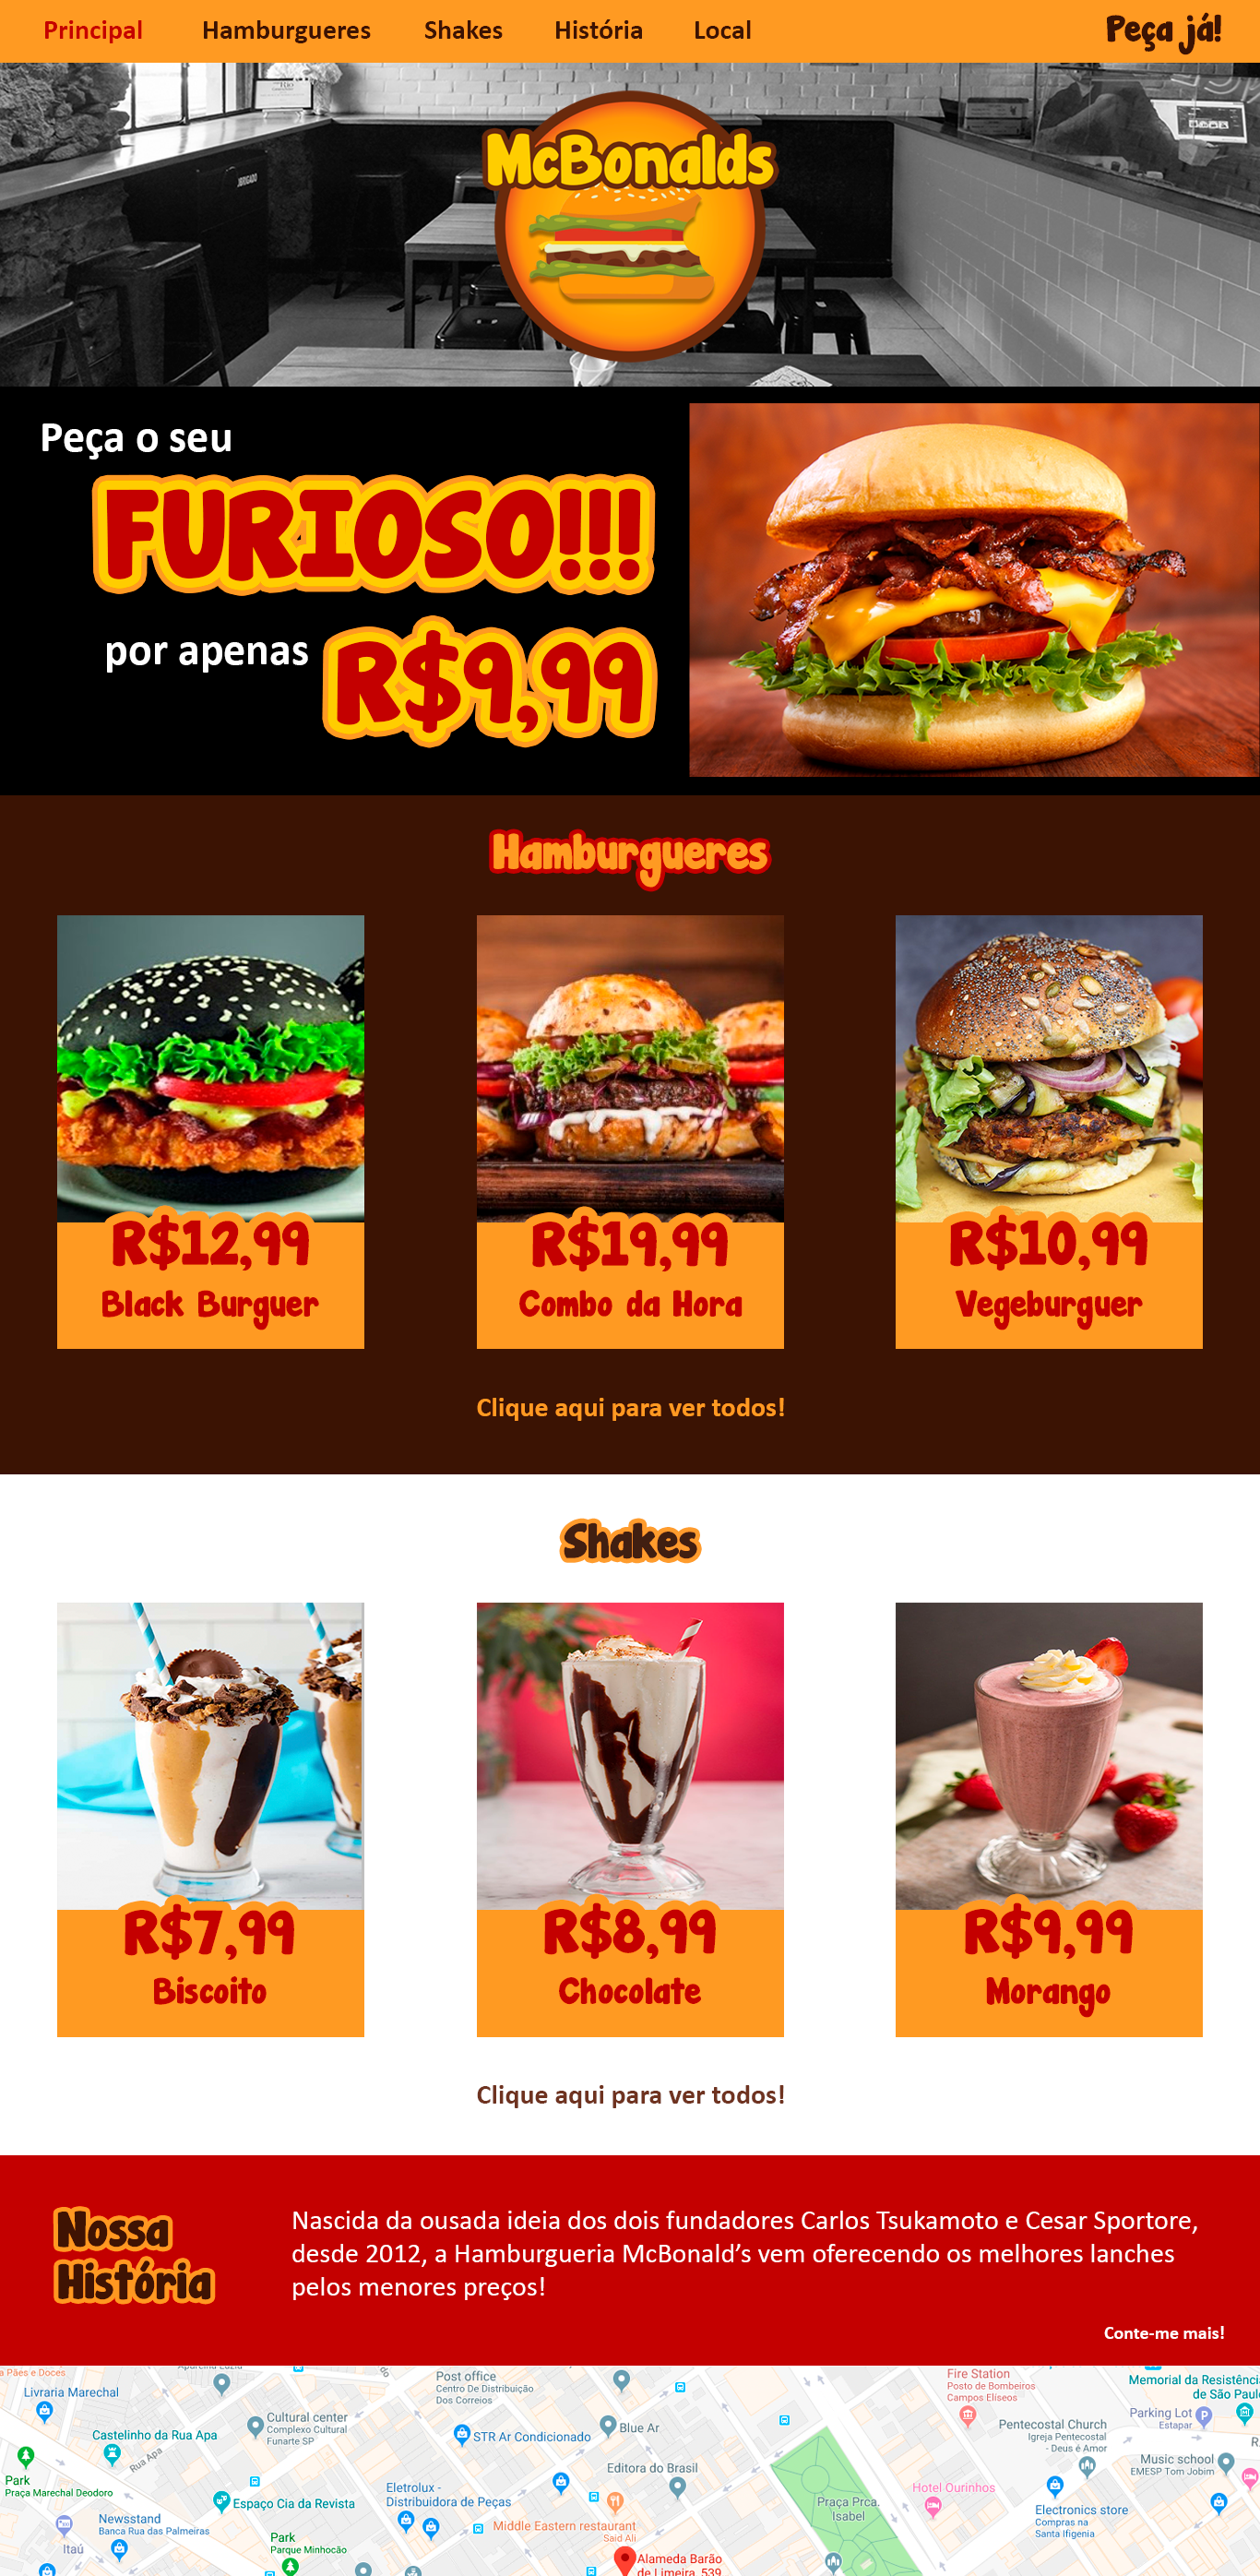 Principal
Hamburgueres
Shakes
História
Local
Peça já!
OBRIGADO
McBonalds
Peça o seu
FURIOSO!!!
por apenas
R$9,99
Hamburgueres
R$12,99
Black Burguer
R$19,99
Combo da Hora
R$10,99
Vegeburguer
Clique aqui para ver todos!
Shakes
R$7,99
Biscoito
R$8,99
Chocolate
R$9,99
Morango
Clique aqui para ver todos!
Nossa
História
Nascida da ousada ideia dos dois fundadores Carlos Tsukamoto e Cesar Sportore,
desde 2012, a Hamburgueria McBonald’s vem oferecendo os melhores lanches
pelos menores preços!
Conte-me mais!
a Pães e Doces
Livraria Marechal
Castelinho da Rua Apa
Rua Apa
Park
Praça Marechal Deodoro
Newsstand
Banca Rua das Palmeiras
Itaú
Cultural center
Complexo Cultural
Funarte SP
Espaço Cia da Revista
Park
Parque Minhocão
Post office
Centro De Distribuição
Dos Correios
STR Ar Condicionado
Blue Ar
Editora do Brasil
Eletrolux -
Distribuidora de Peças
Middle Eastern restaurant
Said Ali
Alameda Barão
de Limeira, 539
Praça Prca.
Isabel
Fire Station
Posto de Bombeiros
Campos Elíseos
Hotel Ourinhos
Pentecostal Church
Igreja Pentecostal
- Deus é Amor
Electronics store
Compras na
Santa Ifigenia
Memorial da Resistênci
de São Paul
Parking Lot
Estapar
Music school
EMESP Tom Jobim
R